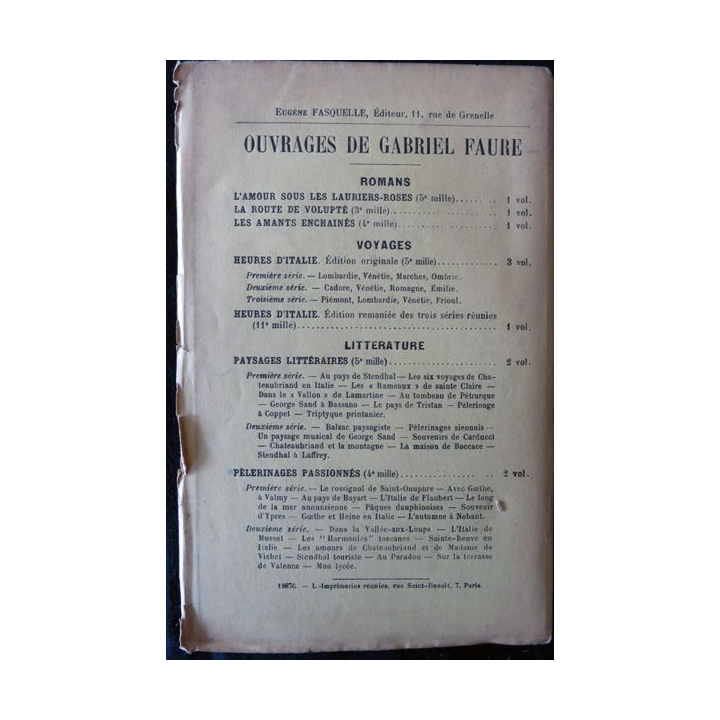 EUGÈNE FASQUELLE, Éditeur, 11, rue de Grenelle
OUVRAGES DE GABRIEL FAURE
ROMANS
L'AMOUR SOUS LES LAURIERS-ROSES (5e mille)....... 1 vol.
LA ROUTE DE VOLUPTÉ (3e mille).................. 1 vol.
LES AMANTS ENCHAINÉS (4e mille)................. 1 vol.
VOYAGES
HEURES D'ITALIE. Édition originale (5e mille).......... 3 vol.
Première série. — Lombardie, Vénétie, Marches, Ombrie.
Deuxième série. — Cadore, Vénétie, Romagne, Émilie.
Troisième série. — Piémont, Lombardie, Vénétie, Frioul.
HEURES D'ITALIE. Édition remaniée des trois séries réunies
(11e mille)........................................ 1 vol.
LITTERATURE
PAYSAGES LITTÉRAIRES (5e mille).................... 2 vol.
Première série. — Au pays de Stendhal — Les six voyages de Cha-
teaubriand en Italie — Les « Rameaux » de sainte Claire —
Dans le « Vallon » de Lamartine — Au tombeau de Pétrarque
— George Sand à Bassano — Le pays de Tristan — Pèlerinage
à Coppet — Triptyque printanier.
Deuxième série. — Balzac paysagiste — Pèlerinages siennois —
Un paysage musical de George Sand — Souvenirs de Carducci
— Chateaubriand et la montagne — La maison de Boccace —
Stendhal à Laffrey.
PÈLERINAGES PASSIONNÉS (4e mille).................. 2 vol.
Première série. — Le rossignol de Saint-Onuphre — Avec Gœthe,
à Valmy — Au pays de Bayart — L'Italie de Flaubert — Le long
de la mer annunzienne — Pâques dauphinoises — Souvenir
d'Ypres — Gœthe et Heine en Italie — L'automne à Nohant.
Deuxième série. — Dans la Vallée-aux-Loups — L'Italie de
Musset — Les "Harmonies" toscanes — Sainte-Beuve en
Italie — Les amours de Chateaubriand et de Madame de
Vichet — Stendhal touriste — Au Paradou — Sur la terrasse
de Valence — Mon lycée.
18876. — L.-Imprimeries réunies, rue Saint-Benoît, 7, Paris.